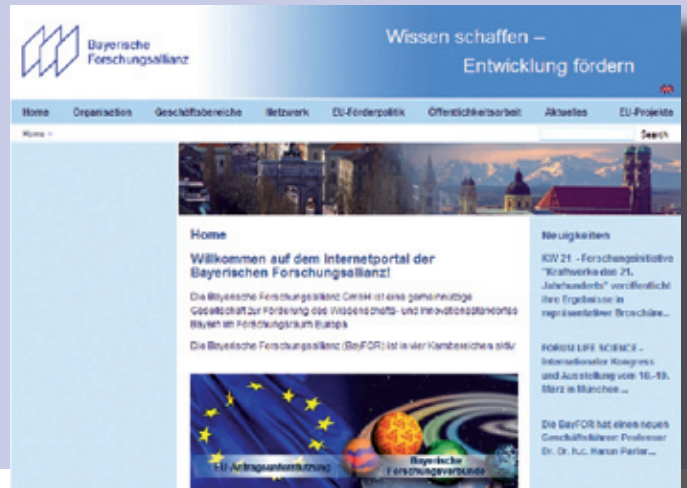 Bayerische
Forschungsallianz
Wissen schaffen –
Entwicklung fördern
Home Organisation Geschäftsbereiche Netzwerk EU-Förderpolitik Öffentlichkeitsarbeit Aktuelles EU-Projekte
Home Search
Home
Willkommen auf dem Internetportal der
Bayerischen Forschungsallianz!
Die Bayerische Forschungsallianz GmbH ist eine gemeinnützige
Gesellschaft zur Förderung des Wissenschafts- und Innovationsstandortes
Bayern im Forschungsraum Europa
Die Bayerische Forschungsallianz (BayFOR) ist in vier Kernbereichen aktiv
EU-Antragsunterstützung
Bayerische
Forschungsverbünde
Neuigkeiten
KW 21 - Forschungsinitiative
"Kraftwerke des 21.
Jahrhunderts" veröffentlicht
ihre Ergebnisse in
repräsentativer Broschüre...
FORUM LIFE SCIENCE -
Internationaler Kongress
und Ausstellung vom 18.-19.
März in München ...
Die BayFOR hat einen neuen
Geschäftsführer: Professor
Dr. Dr. h.c. Harun Parlar...